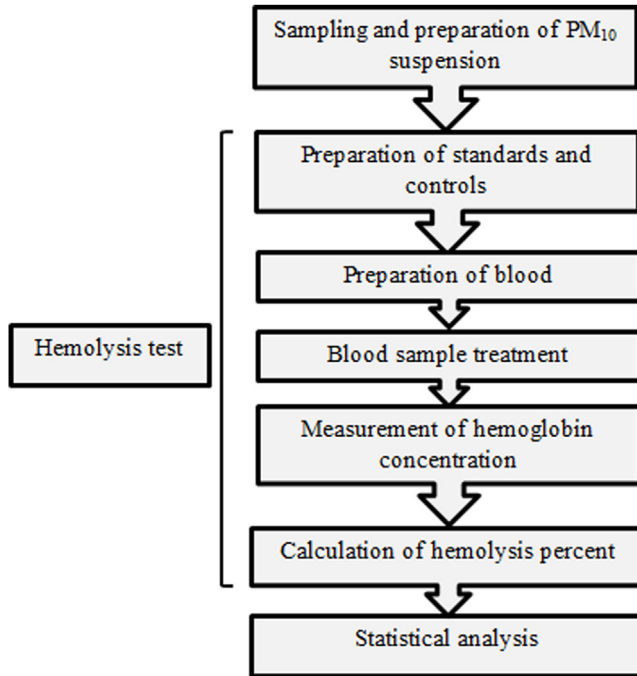 Sampling and preparation of PM₁₀
suspension
Preparation of standards and
controls
Preparation of blood
Hemolysis test
Blood sample treatment
Measurement of hemoglobin
concentration
Calculation of hemolysis percent
Statistical analysis